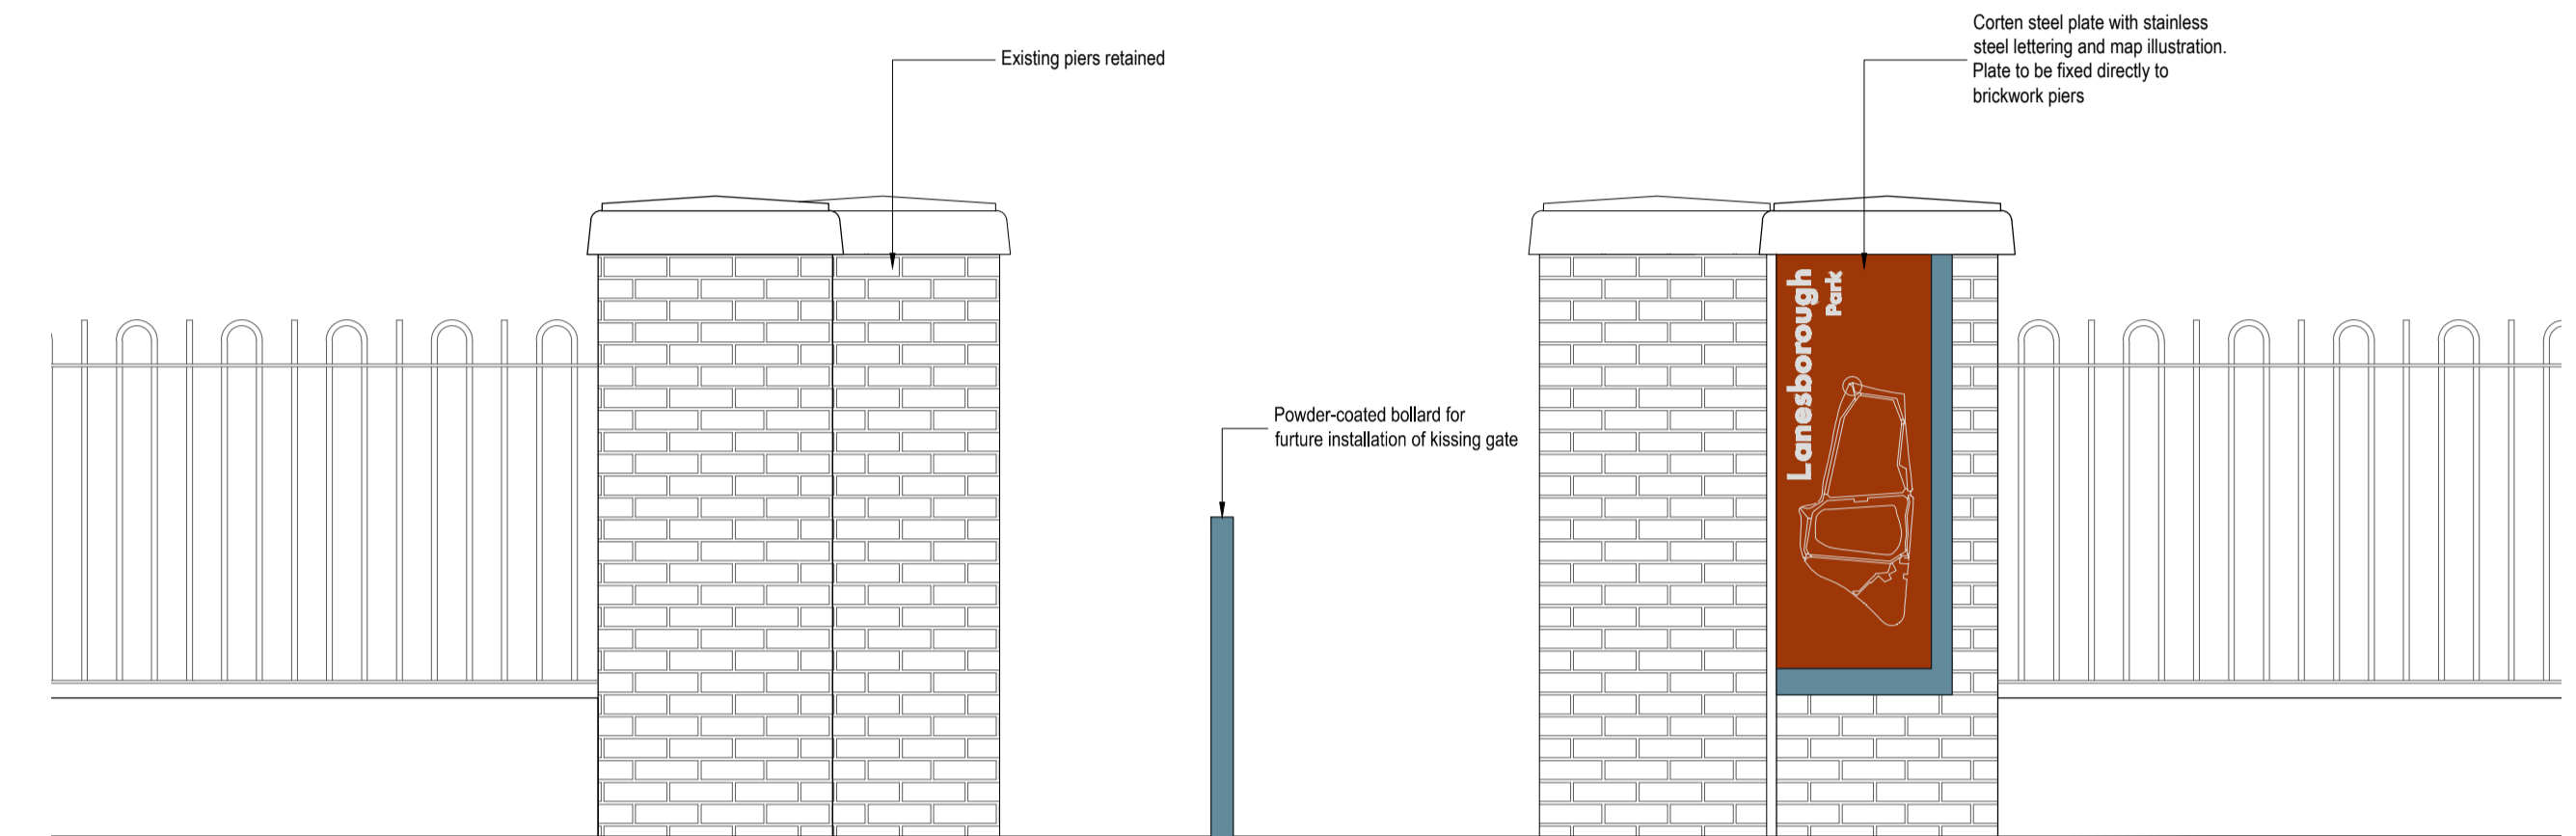 Existing piers retained
Corten steel plate with stainless
steel lettering and map illustration.
Plate to be fixed directly to
brickwork piers
Powder-coated bollard for
furture installation of kissing gate
Lanesborough
Park